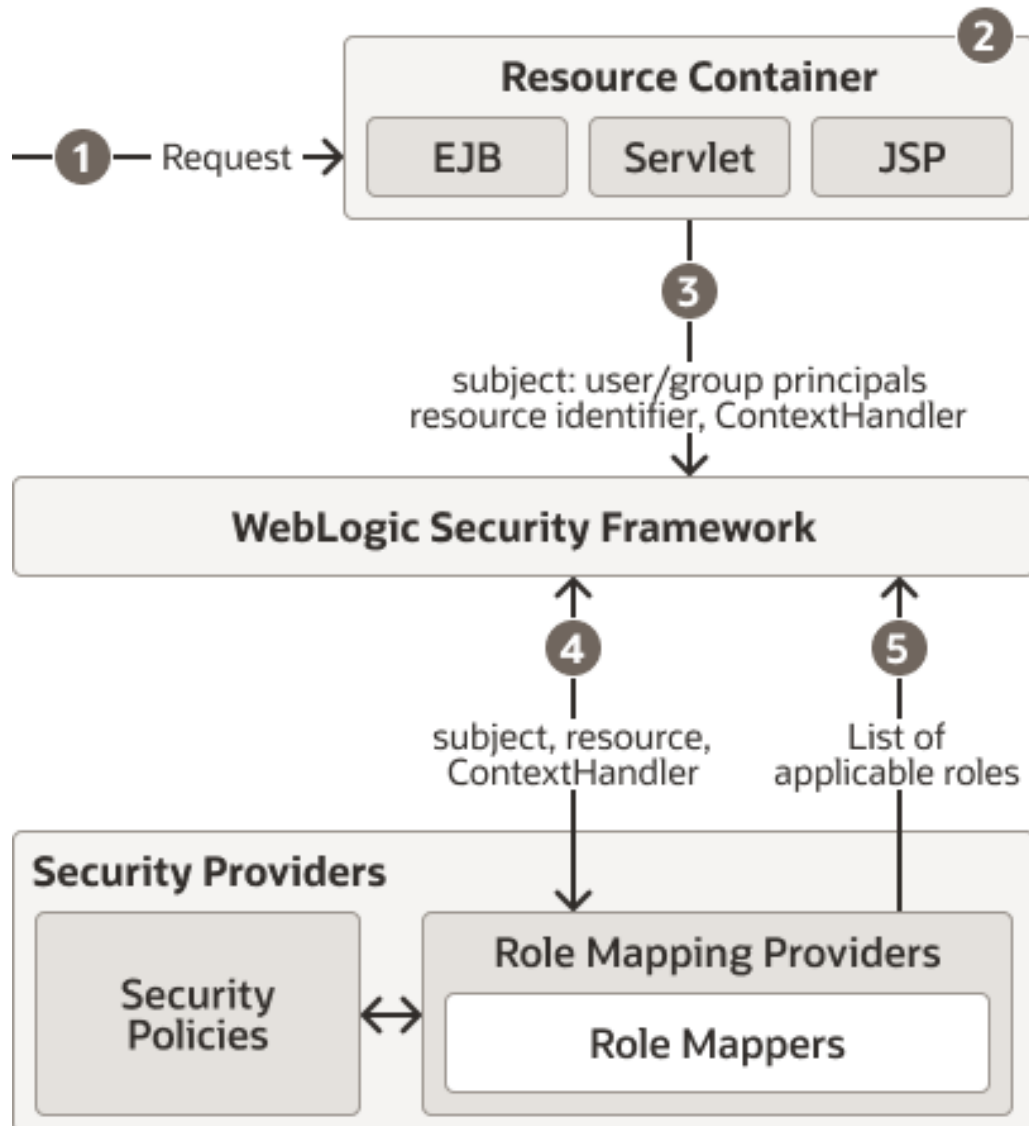 2
Resource Container
1
Request
EJB
Servlet
JSP
3
subject: user/group principals
resource identifier, ContextHandler
WebLogic Security Framework
4
5
subject, resource,
ContextHandler
List of
applicable roles
Security Providers
Security
Policies
Role Mapping Providers
Role Mappers